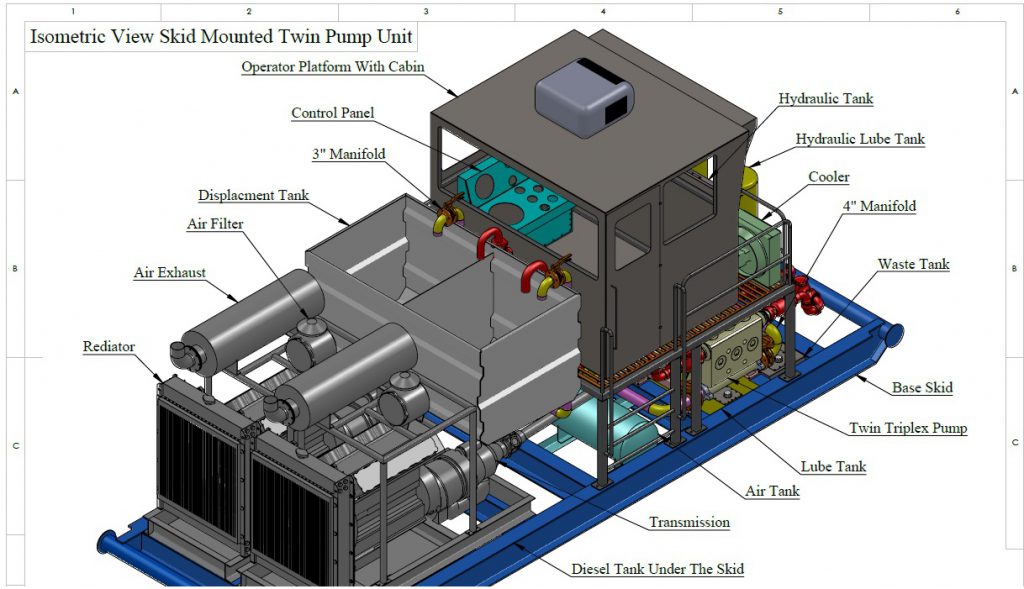 1 2 3 4 5 6
Isometric View Skid Mounted Twin Pump Unit
Operator Platform With Cabin
A
A
Hydraulic Tank
Control Panel
Hydraulic Lube Tank
3" Manifold
Cooler
Displacment Tank
4" Manifold
Air Filter
Waste Tank
B
B
Air Exhaust
Rediator
Base Skid
Twin Triplex Pump
C
C
Lube Tank
Air Tank
Transmission
Diesel Tank Under The Skid